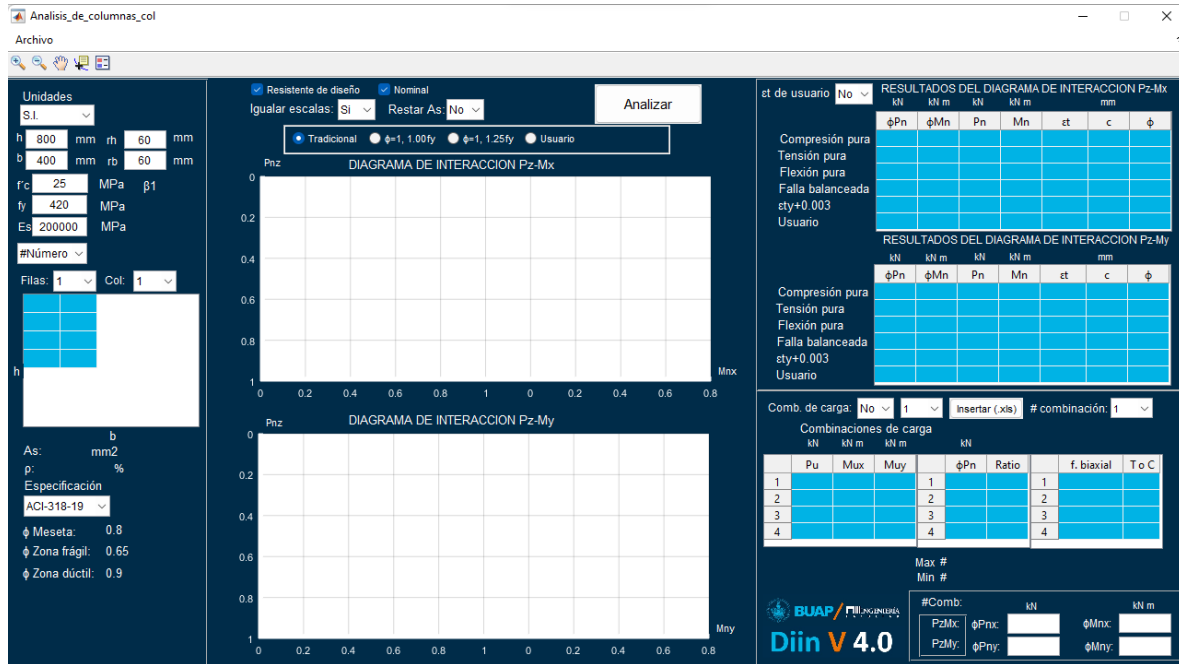 Analisis_de_columnas_col
Archivo
Unidades
S.I.
h 800 mm rh 60 mm
b 400 mm rb 60 mm
f'c 25 MPa β1
fy 420 MPa
Es 200000 MPa
#Número
Filas: 1 Col: 1
h
b
As: mm2
ρ: %
Especificación
ACI-318-19
ϕ Meseta: 0.8
ϕ Zona frágil: 0.65
ϕ Zona dúctil: 0.9
Resistente de diseño Nominal
Igualar escalas: Si Restar As: No
Analizar
Tradicional ϕ=1, 1.00fy ϕ=1, 1.25fy Usuario
Pnz DIAGRAMA DE INTERACCION Pz-Mx
0
0.2
0.4
0.6
0.8
1
Mnx
0 0.2 0.4 0.6 0.8 1 0 0.2 0.4 0.6 0.8
Pnz DIAGRAMA DE INTERACCION Pz-My
0
0.2
0.4
0.6
0.8
1
Mny
0 0.2 0.4 0.6 0.8 1 0 0.2 0.4 0.6 0.8
εt de usuario No
RESULTADOS DEL DIAGRAMA DE INTERACCION Pz-Mx
kN kN m kN kN m mm
ϕPn ϕMn Pn Mn εt c ϕ
Compresión pura
Tensión pura
Flexión pura
Falla balanceada
εty+0.003
Usuario
RESULTADOS DEL DIAGRAMA DE INTERACCION Pz-My
kN kN m kN kN m mm
ϕPn ϕMn Pn Mn εt c ϕ
Compresión pura
Tensión pura
Flexión pura
Falla balanceada
εty+0.003
Usuario
Comb. de carga: No 1 Insertar (.xls) # combinación: 1
Combinaciones de carga
kN kN m kN m kN
Pu Mux Muy ϕPn Ratio f. biaxial T o C
1 1 1
2 2 2
3 3 3
4 4 4
Max #
Min #
BUAP
Diin V 4.0
#Comb: kN kN m
PzMx: ϕPnx: ϕMnx:
PzMy: ϕPny: ϕMny: